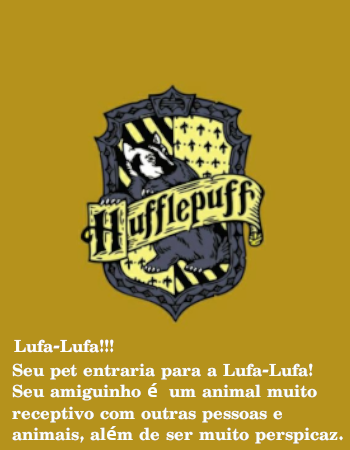 Hufflepuff
Lufa-Lufa!!!
Seu pet entraria para a Lufa-Lufa!
Seu amiguinho é um animal muito
receptivo com outras pessoas e
animais, além de ser muito perspicaz.